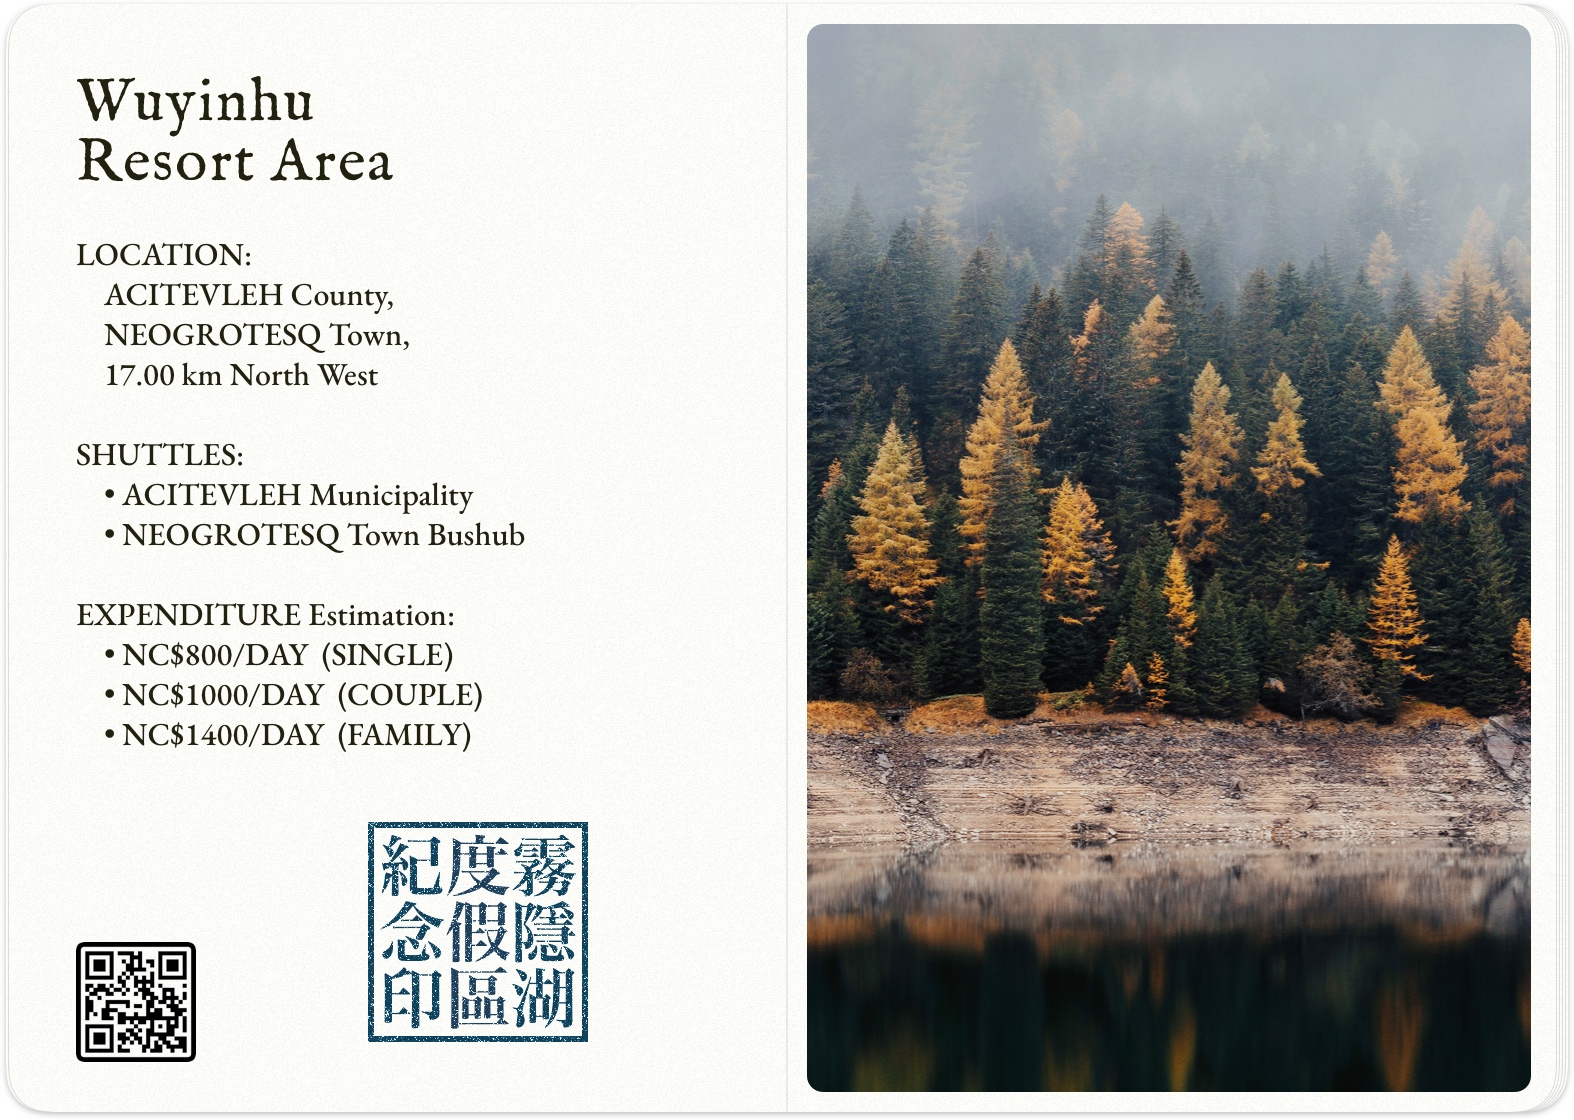 Wuyinhu
Resort Area
LOCATION:
ACITEVLEH County,
NEOGROTESQ Town,
17.00 km North West
SHUTTLES:
• ACITEVLEH Municipality
• NEOGROTESQ Town Bushub
EXPENDITURE Estimation:
• NC$800/DAY (SINGLE)
• NC$1000/DAY (COUPLE)
• NC$1400/DAY (FAMILY)
霧隱湖
度假區
紀念印